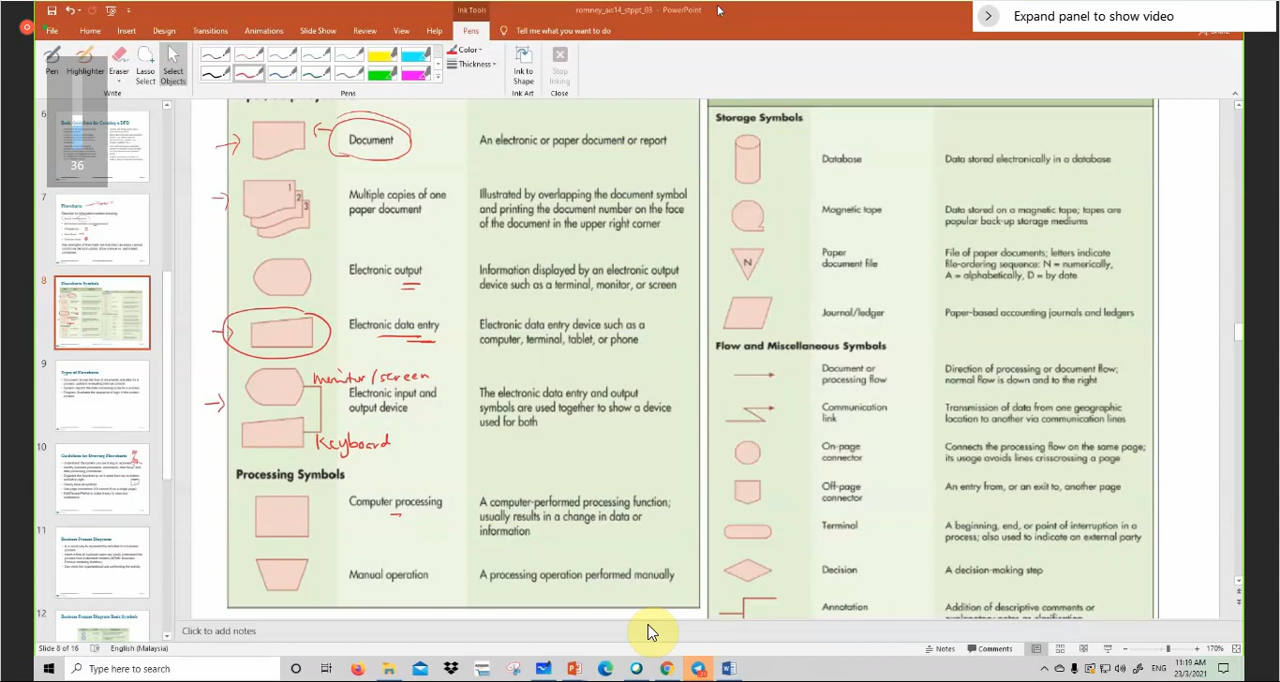 romney_ais14_stppt_03 - PowerPoint
Ink Tools
Expand panel to show video
File Home Insert Design Transitions Animations Slide Show Review View Help Pens Tell me what you want to do
Pen Highlighter Eraser Lasso Select Select Objects
Color
Thickness
Ink to Shape
Stop Inking
Write
Pens
Ink Art
Close
36
6
7
8
9
10
11
12
Document
An electronic or paper document or report
1
2
3
Multiple copies of one
paper document
Illustrated by overlapping the document symbol
and printing the document number on the face
of the document in the upper right corner
Electronic output
Information displayed by an electronic output
device such as a terminal, monitor, or screen
Electronic data entry
Electronic data entry device such as a
computer, terminal, tablet, or phone
monitor/screen
Electronic input and
output device
The electronic data entry and output
symbols are used together to show a device
used for both
Keyboard
Processing Symbols
Computer processing
A computer-performed processing function;
usually results in a change in data or
information
Manual operation
A processing operation performed manually
Storage Symbols
Database
Data stored electronically in a database
Magnetic tape
Data stored on a magnetic tape; tapes are
popular back-up storage mediums
N
Paper
document file
File of paper documents; letters indicate
file-ordering sequence: N = numerically,
A = alphabetically, D = by date
Journal/ledger
Paper-based accounting journals and ledgers
Flow and Miscellaneous Symbols
Document or
processing flow
Direction of processing or document flow;
normal flow is down and to the right
Communication
link
Transmission of data from one geographic
location to another via communication lines
On-page
connector
Connects the processing flow on the same page;
its usage avoids lines crisscrossing a page
Off-page
connector
An entry from, or an exit to, another page
Terminal
A beginning, end, or point of interruption in a
process; also used to indicate an external party
Decision
A decision-making step
Annotation
Addition of descriptive comments or
Click to add notes
Slide 8 of 16 English (Malaysia)
Notes Comments 170%
Type here to search
ENG
11:19 AM
23/3/2021